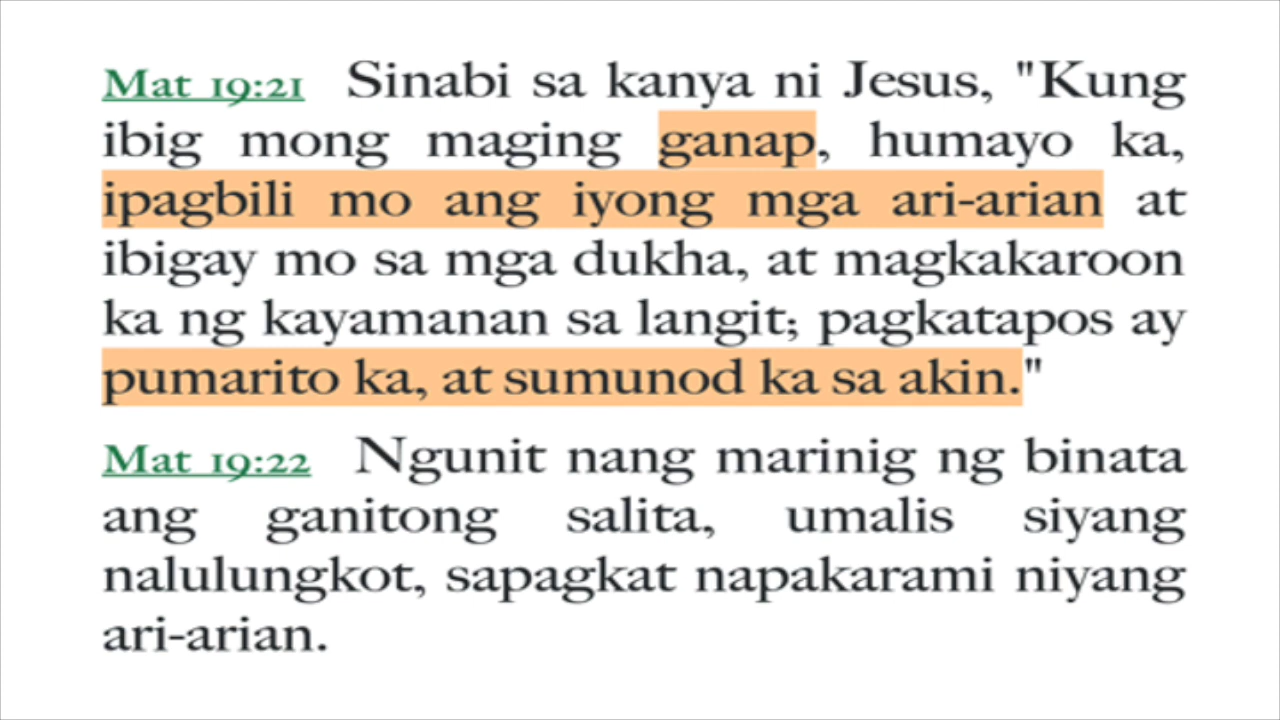 Mat 19:21 Sinabi sa kanya ni Jesus, "Kung
ibig mong maging ganap, humayo ka,
ipagbili mo ang iyong mga ari-arian at
ibigay mo sa mga dukha, at magkakaroon
ka ng kayamanan sa langit; pagkatapos ay
pumarito ka, at sumunod ka sa akin."
Mat 19:22 Ngunit nang marinig ng binata
ang ganitong salita, umalis siyang
nalulungkot, sapagkat napakarami niyang
ari-arian.